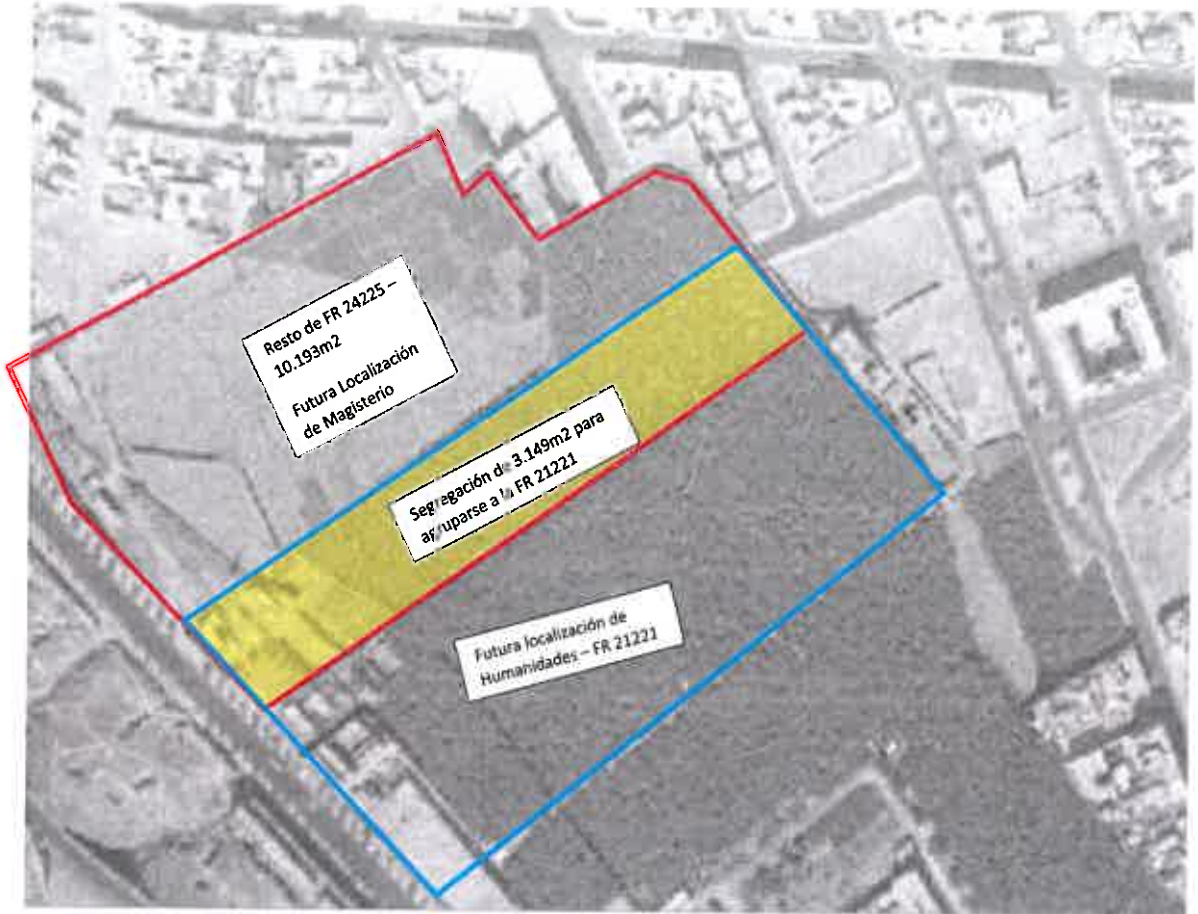 Resto de FR 24225 –
10.193m2
Futura Localización
de Magisterio
Segregación de 3.149m2 para
agruparse a la FR 21221
Futura localización de
Humanidades – FR 21221